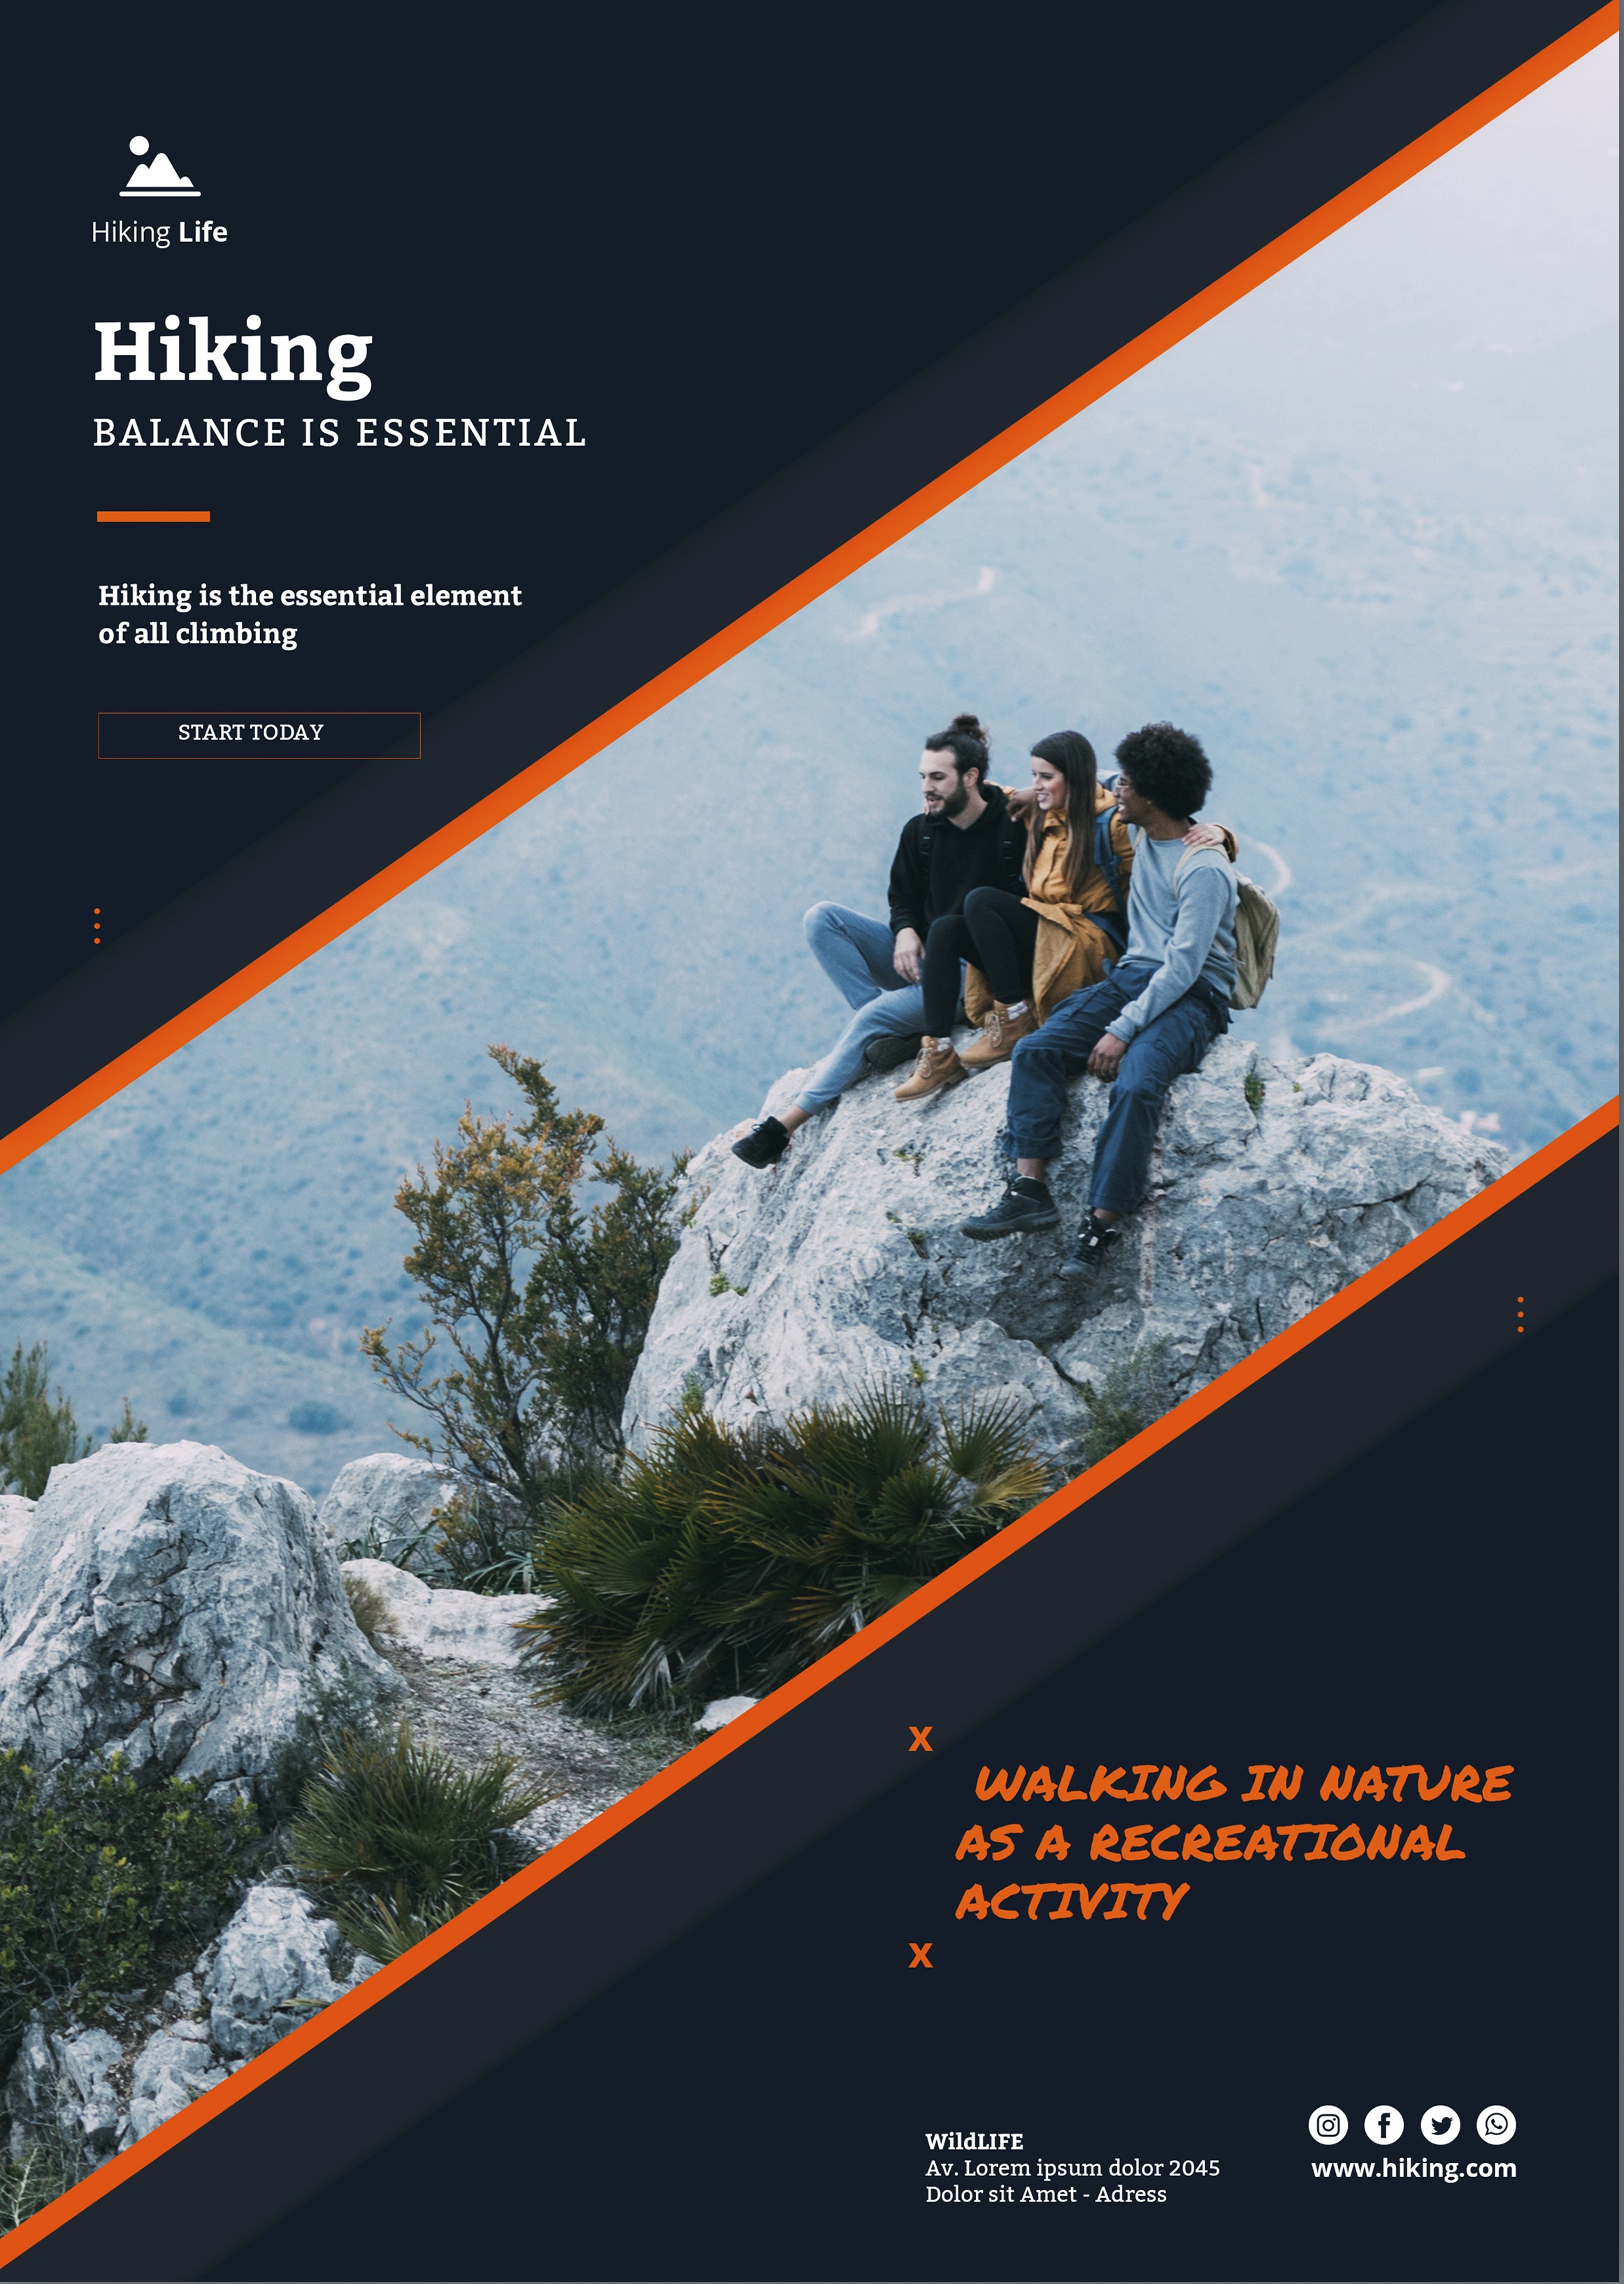 Hiking Life
Hiking
BALANCE IS ESSENTIAL
Hiking is the essential element
of all climbing
START TODAY
x
WALKING IN NATURE
AS A RECREATIONAL
ACTIVITY
x
WildLIFE
Av. Lorem ipsum dolor 2045
Dolor sit Amet - Adress
www.hiking.com